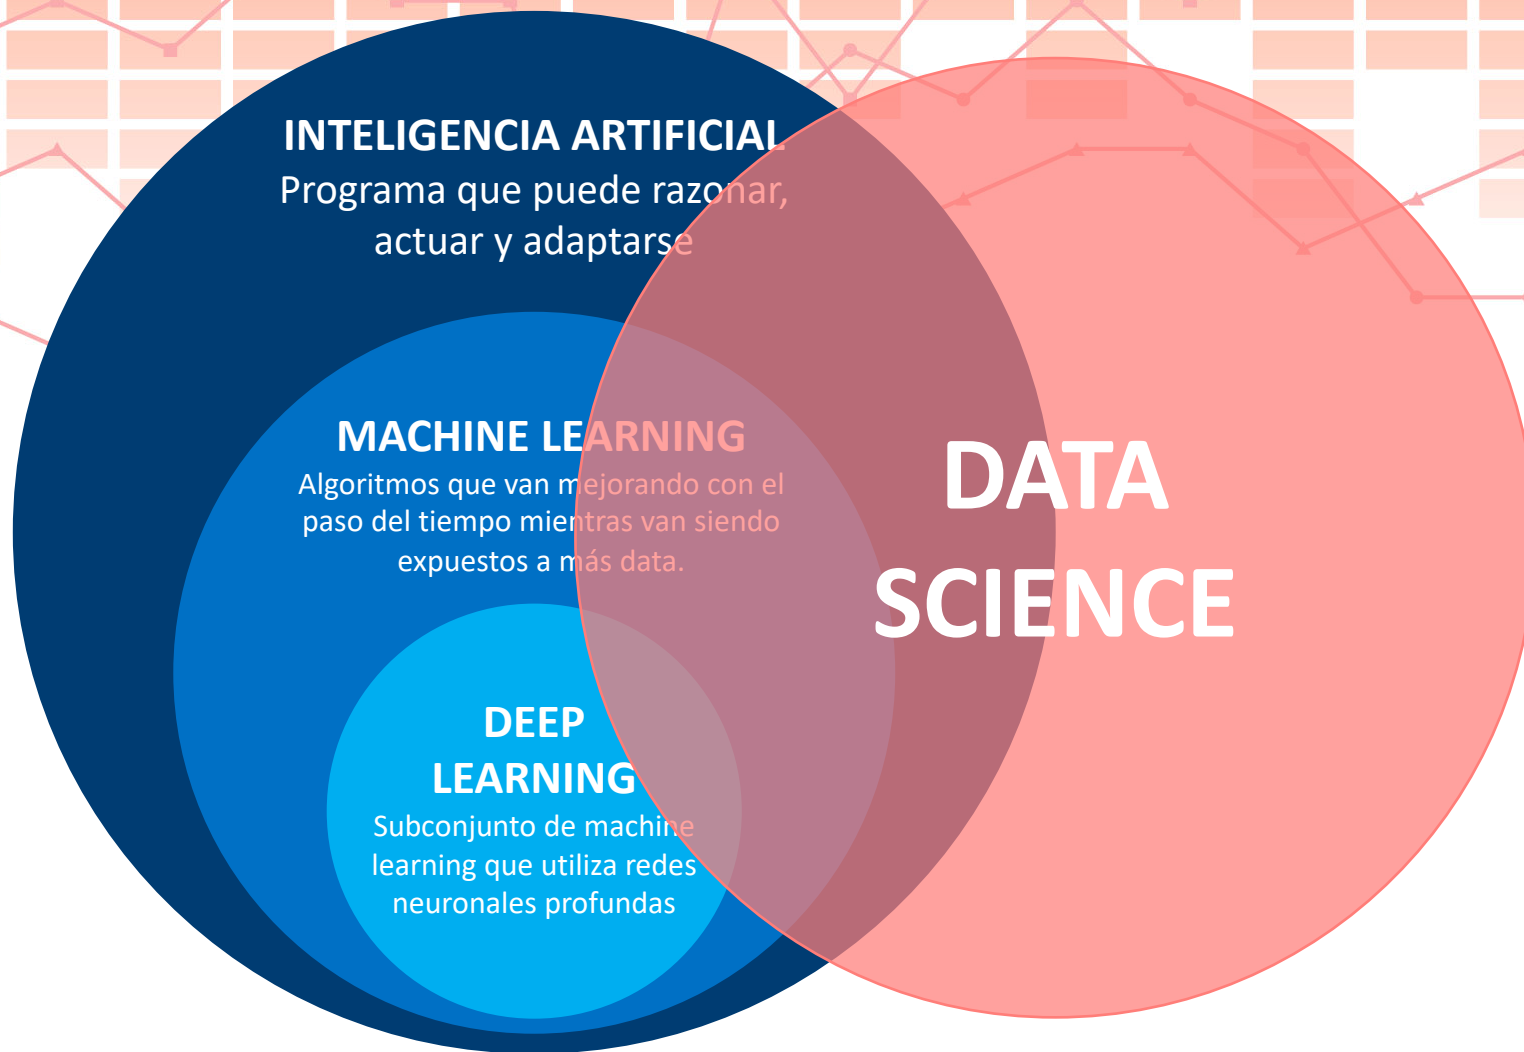 INTELIGENCIA ARTIFICIAL
Programa que puede razonar,
actuar y adaptarse
MACHINE LEARNING
Algoritmos que van mejorando con el
paso del tiempo mientras van siendo
expuestos a más data.
DEEP
LEARNING
Subconjunto de machine
learning que utiliza redes
neuronales profundas
DATA
SCIENCE